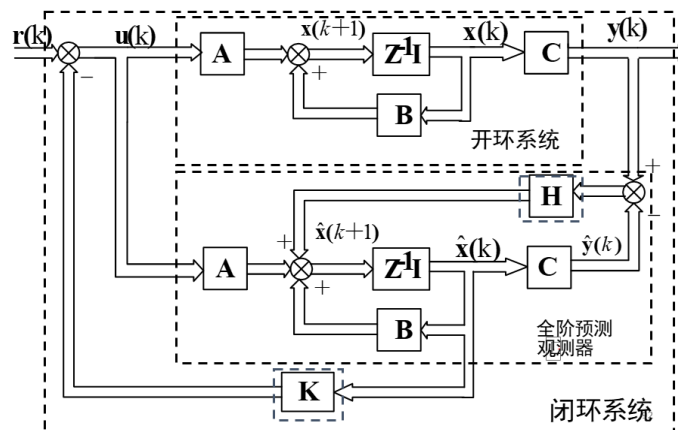 r(k)
−
u(k)
A
x(k+1)
+
Z⁻¹I
x(k)
C
y(k)
B
开环系统
+
−
H
+
x̂(k+1)
A
+
Z⁻¹I
x̂(k)
C
ŷ(k)
B
全阶预测
观测器
K
闭环系统